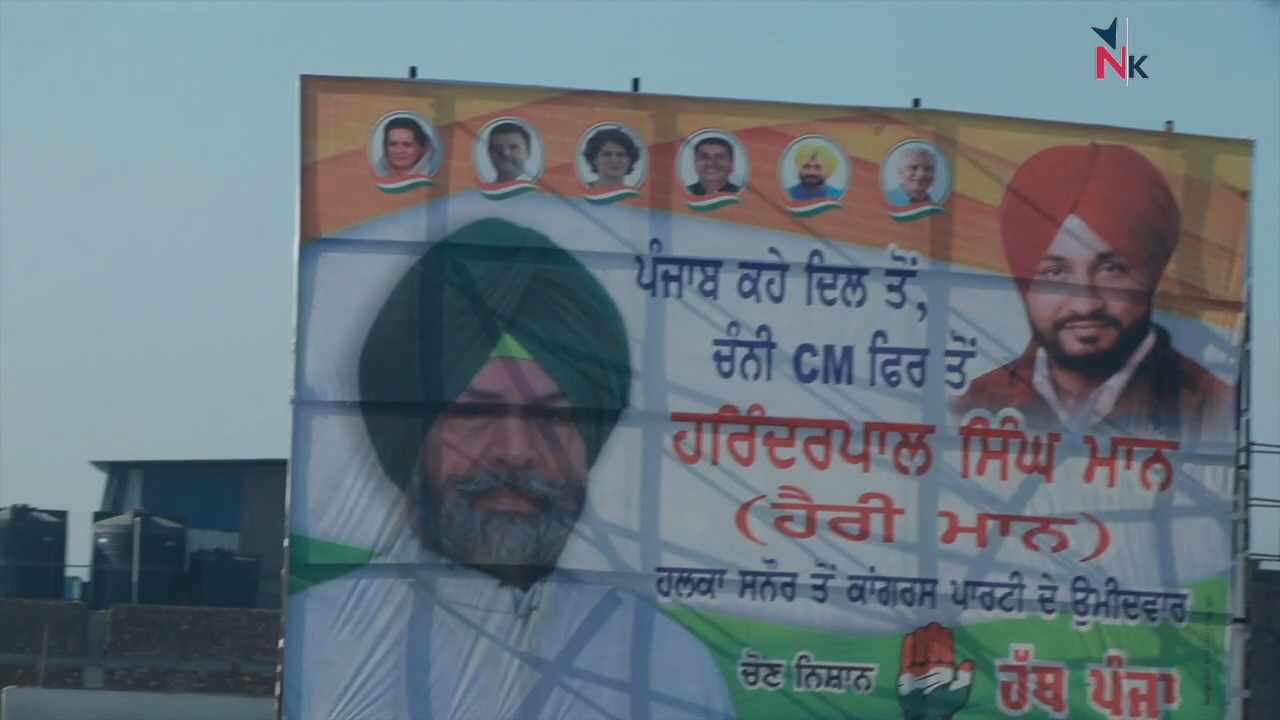 NK
ਪੰਜਾਬ ਕਹੇ ਦਿਲ ਤੋਂ,
ਚੰਨੀ CM ਫਿਰ ਤੋਂ
ਹਰਿੰਦਰਪਾਲ ਸਿੰਘ ਮਾਨ
(ਹੈਰੀ ਮਾਨ)
ਹਲਕਾ ਸਨੌਰ ਤੋਂ ਕਾਂਗਰਸ ਪਾਰਟੀ ਦੇ ਉਮੀਦਵਾਰ
ਚੋਣ ਨਿਸ਼ਾਨ ਹੱਥ ਪੰਜਾ